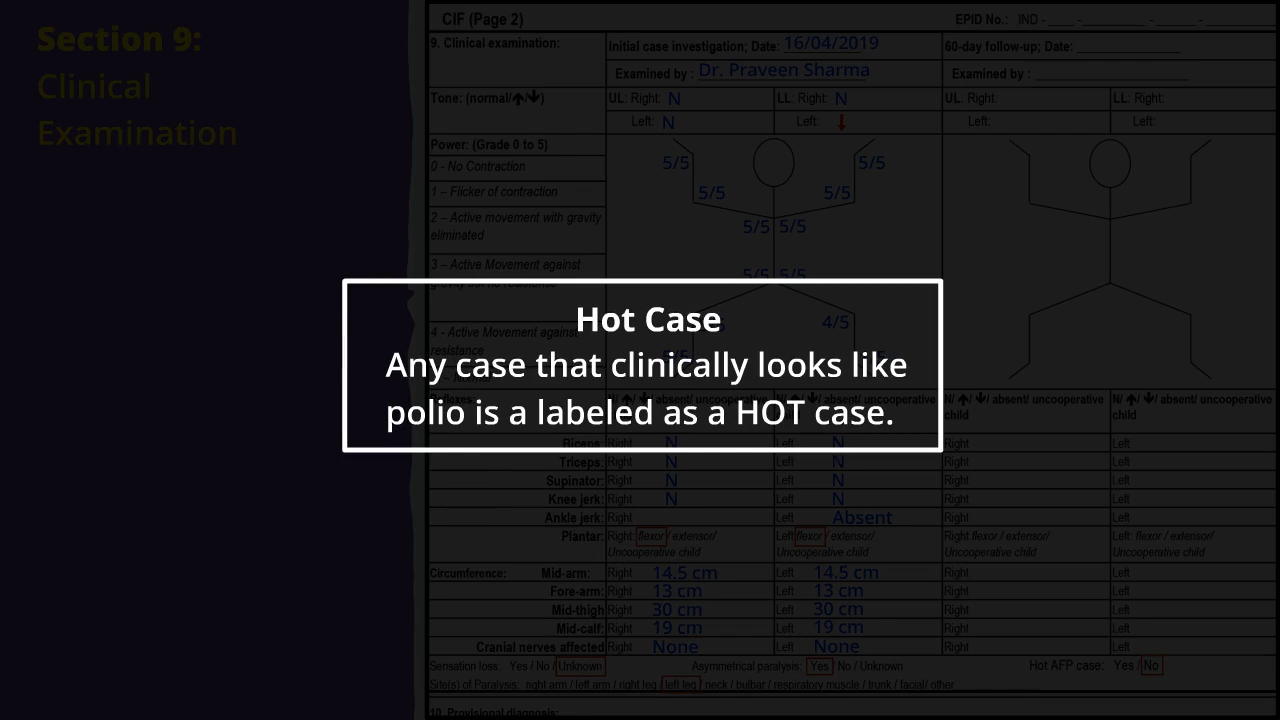 Section 9:
Clinical
Examination
CIF (Page 2) EPID No.: IND - ____ -__________ -_____-__________
9. Clinical examination: Initial case investigation; Date: 16/04/2019 60-day follow-up; Date: ________________
Examined by : Dr. Praveen Sharma Examined by : ________________________
Tone: (normal/↑/↓) UL: Right: N LL: Right: N UL: Right: LL: Right:
Left: N Left: ↓ Left: Left:
Power: (Grade 0 to 5)
0 - No Contraction 5/5 5/5
1 – Flicker of contraction 5/5 5/5
2 – Active movement with gravity
eliminated 5/5 5/5
3 – Active Movement against 5/5 5/5
Hot Case
4/5
4 - Active Movement against
resistance
Any case that clinically looks like
polio is a labeled as a HOT case.
Reflexes: N/ ↑/ ↓/ absent/ uncooperative N/ ↑/ ↓/ absent/ uncooperative N/ ↑/ ↓/ absent/ uncooperative N/ ↑/ ↓/ absent/ uncooperative
child child
Biceps: Right N Left N Right Left
Triceps: Right N Left N Right Left
Supinator: Right N Left N Right Left
Knee jerk: Right N Left N Right Left
Ankle jerk: Right Left Absent Right Left
Plantar: Right: flexor / extensor/ Left: flexor / extensor/ Right: flexor / extensor/ Left: flexor / extensor/
Uncooperative child Uncooperative child Uncooperative child Uncooperative child
Circumference: Mid-arm: Right 14.5 cm Left 14.5 cm Right Left
Fore-arm: Right 13 cm Left 13 cm Right Left
Mid-thigh Right 30 cm Left 30 cm Right Left
Mid-calf: Right 19 cm Left 19 cm Right Left
Cranial nerves affected Right None Left None Right Left
Sensation loss: Yes / No / Unknown Asymmetrical paralysis: Yes / No / Unknown Hot AFP case: Yes / No
Site(s) of Paralysis: right arm / left arm / right leg / left leg / neck / bulbar / respiratory muscle / trunk / facial/ other
10. Provisional diagnosis: